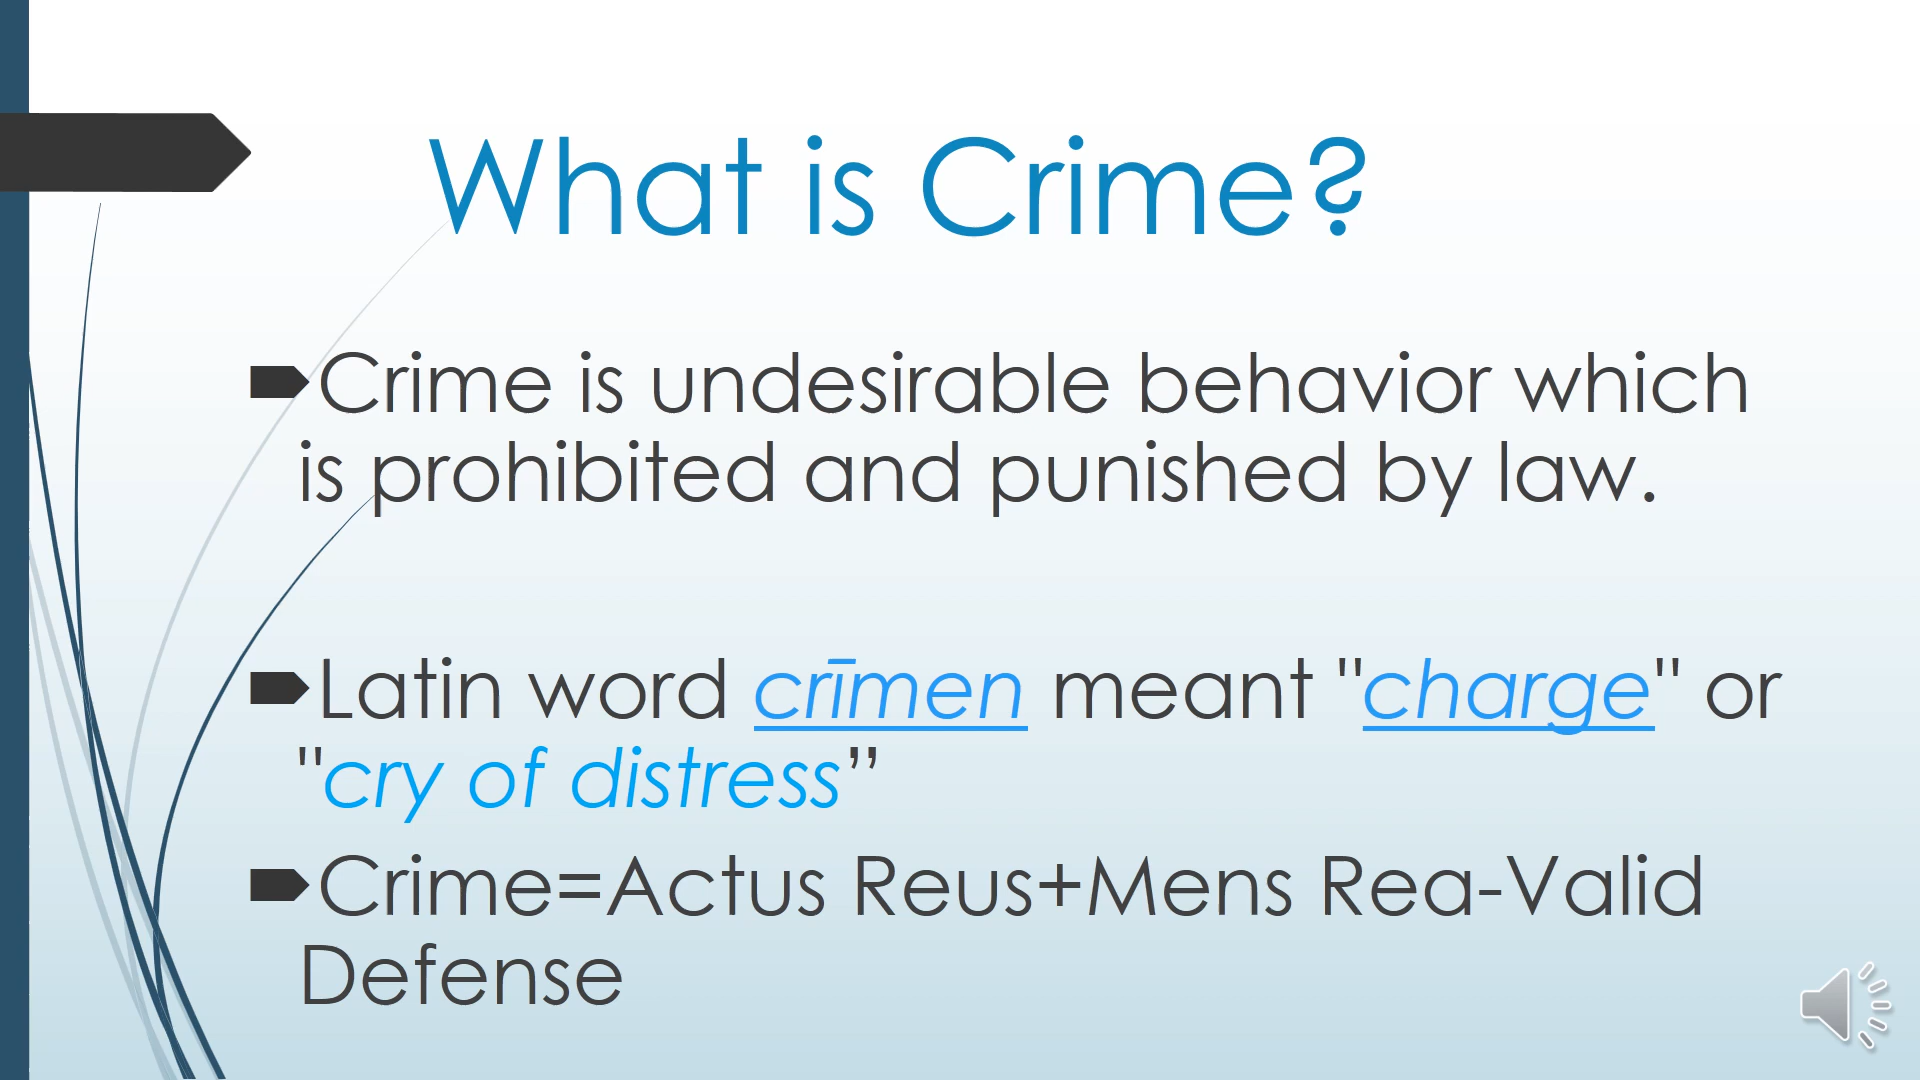 What is Crime?
Crime is undesirable behavior which
is prohibited and punished by law.
Latin word crīmen meant "charge" or
"cry of distress”
Crime=Actus Reus+Mens Rea-Valid
Defense